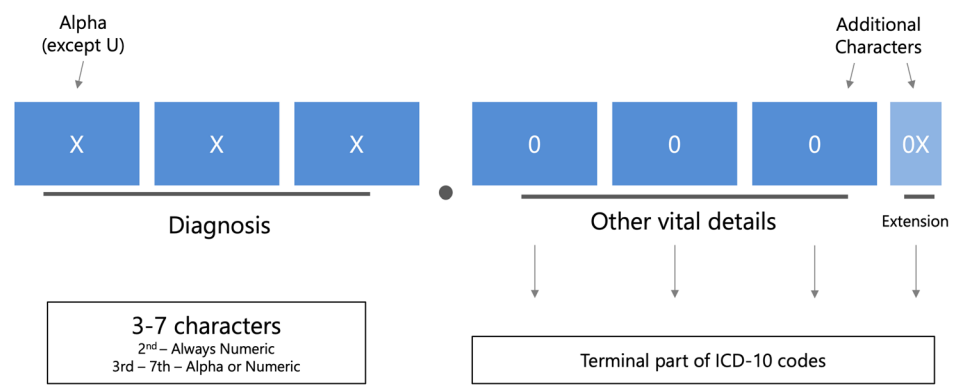 Alpha
(except U)
Additional
Characters
X
X
X
0
0
0
0X
Diagnosis
Other vital details
Extension
3-7 characters
2nd – Always Numeric
3rd – 7th – Alpha or Numeric
Terminal part of ICD-10 codes